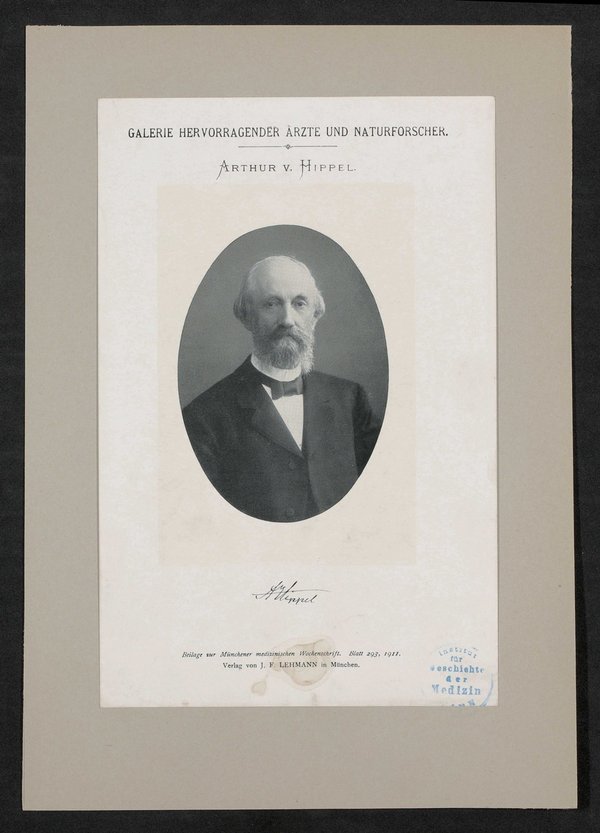 GALERIE HERVORRAGENDER ÄRZTE UND NATURFORSCHER.
ARTHUR V. HIPPEL.
AvHippel
Beilage zur Münchener medizinischen Wochenschrift. Blatt 293, 1911.
Verlag von J. F. LEHMANN in München.
Institut
für
Geschichte
der
Medizin